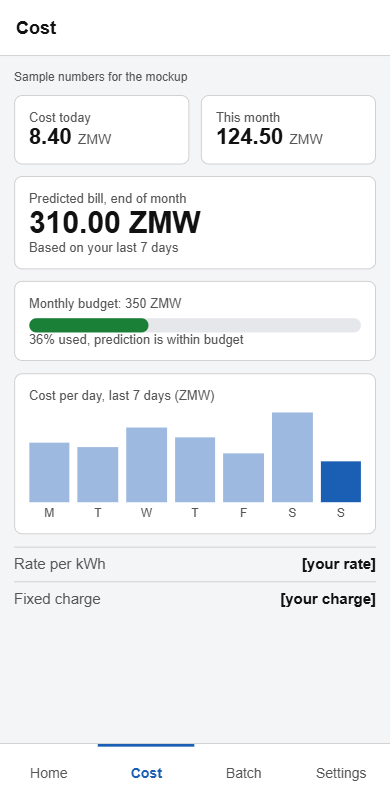 Cost
Sample numbers for the mockup
Cost today
8.40 ZMW
This month
124.50 ZMW
Predicted bill, end of month
310.00 ZMW
Based on your last 7 days
Monthly budget: 350 ZMW
36% used, prediction is within budget
Cost per day, last 7 days (ZMW)
M T W T F S S
Rate per kWh [your rate]
Fixed charge [your charge]
Home Cost Batch Settings